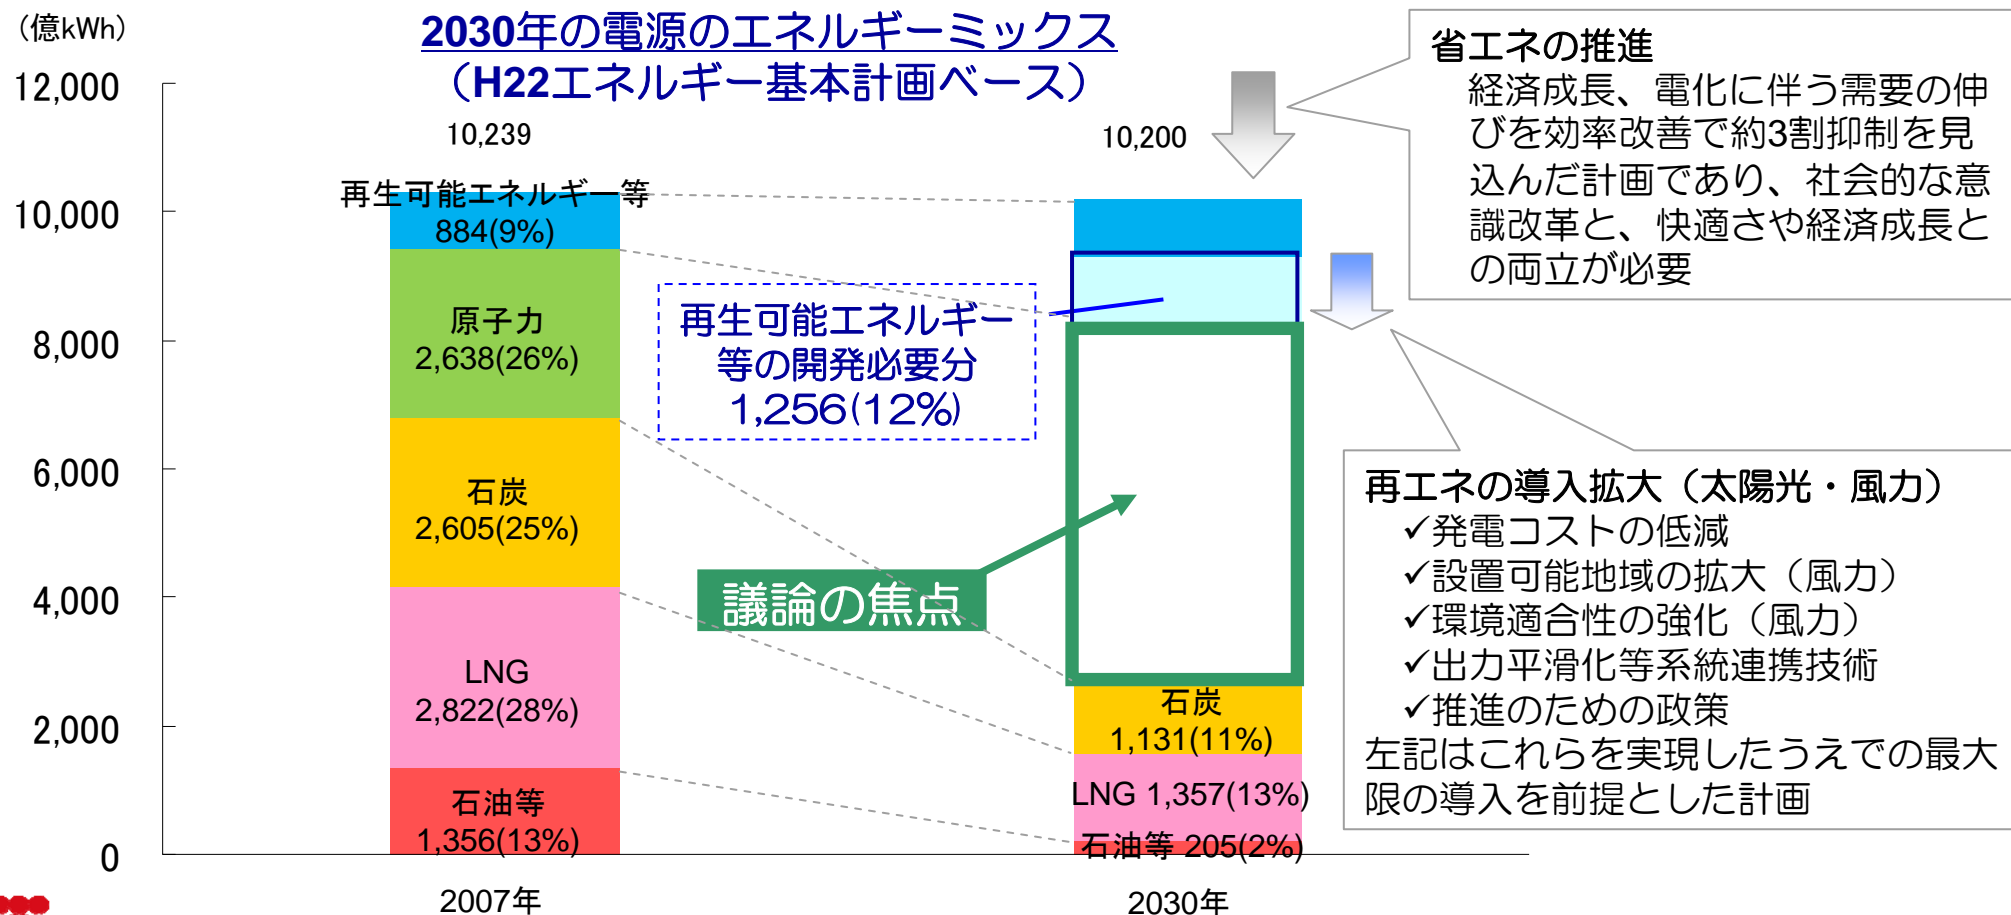 (億kWh)
2030年の電源のエネルギーミックス
（H22エネルギー基本計画ベース）
12,000
10,000
8,000
6,000
4,000
2,000
0
10,239
再生可能エネルギー等
884(9%)
原子力
2,638(26%)
石炭
2,605(25%)
LNG
2,822(28%)
石油等
1,356(13%)
2007年
再生可能エネルギー
等の開発必要分
1,256(12%)
議論の焦点
10,200
石炭
1,131(11%)
LNG 1,357(13%)
石油等 205(2%)
2030年
省エネの推進
経済成長、電化に伴う需要の伸
びを効率改善で約3割抑制を見
込んだ計画であり、社会的な意
識改革と、快適さや経済成長と
の両立が必要
再エネの導入拡大（太陽光・風力）
✓発電コストの低減
✓設置可能地域の拡大（風力）
✓環境適合性の強化（風力）
✓出力平滑化等系統連携技術
✓推進のための政策
左記はこれらを実現したうえでの最大
限の導入を前提とした計画